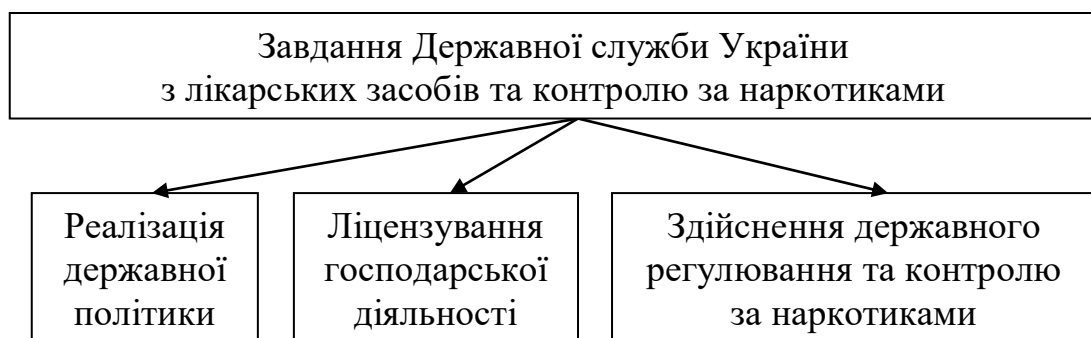 Завдання Державної служби України
з лікарських засобів та контролю за наркотиками
Реалізація
державної
політики
Ліцензування
господарської
діяльності
Здійснення державного
регулювання та контролю
за наркотиками